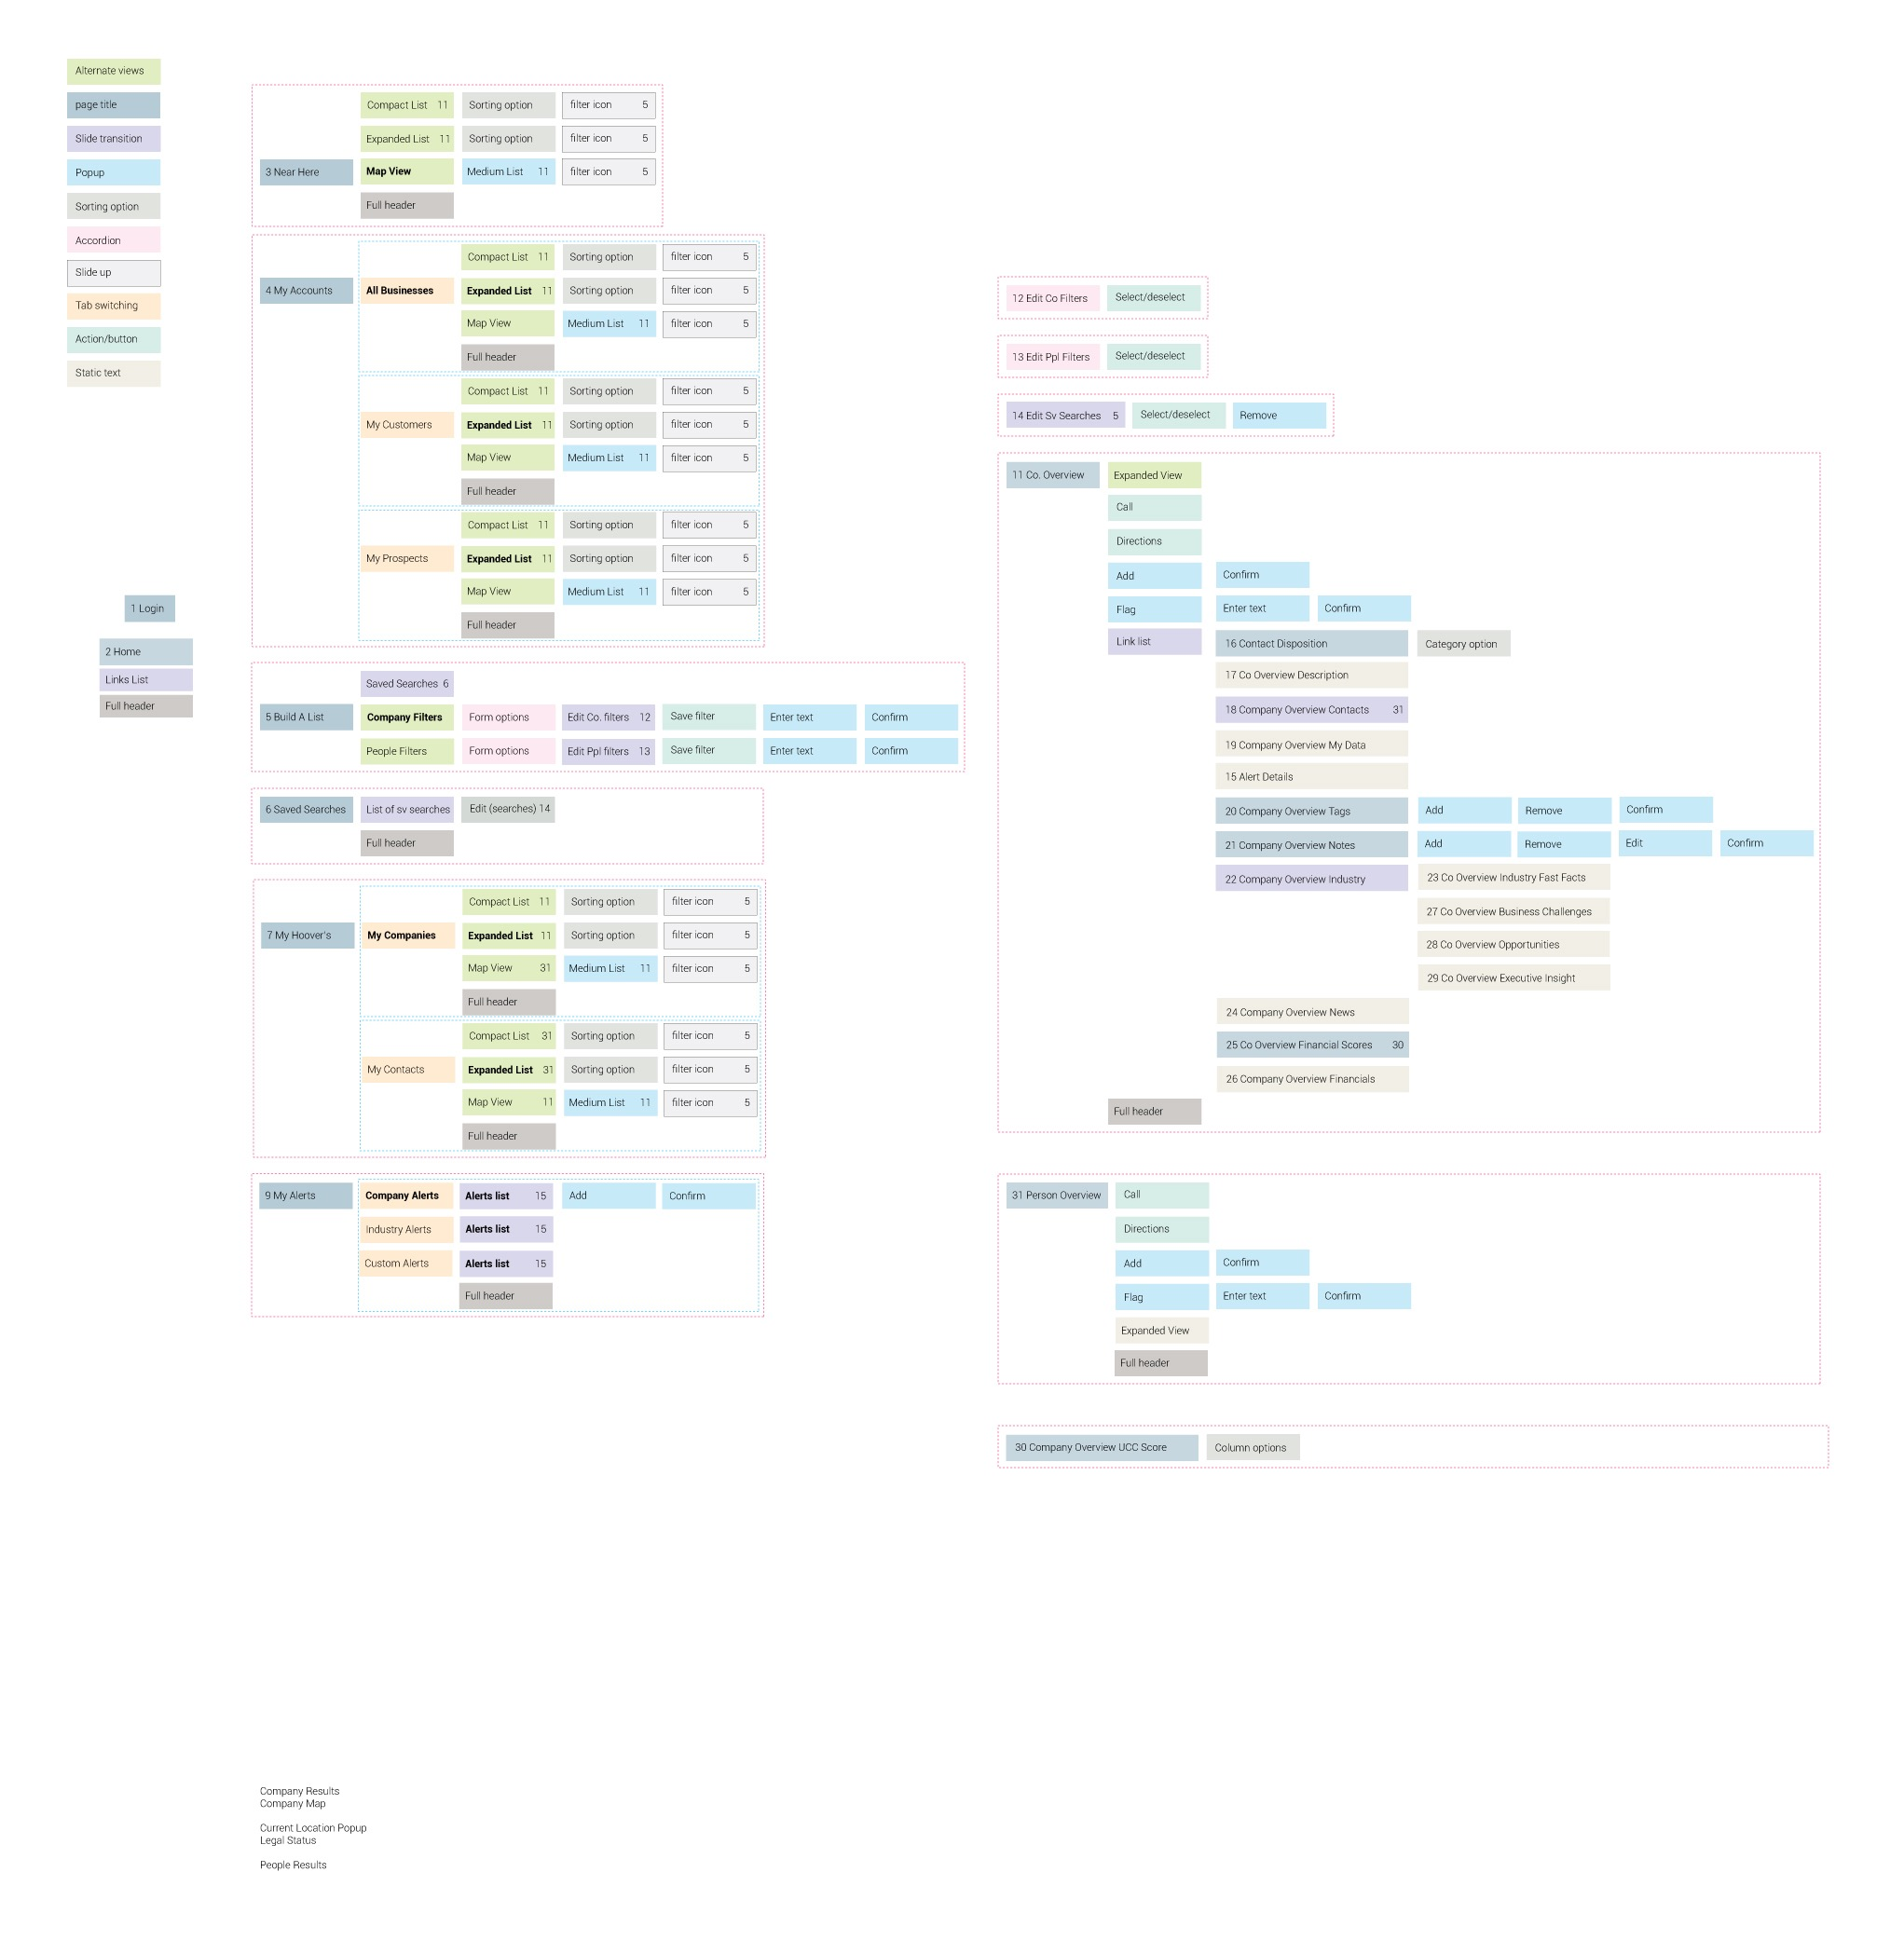 Alternate views
page title
Slide transition
Popup
Sorting option
Accordion
Slide up
Tab switching
Action/button
Static text
1 Login
2 Home
Links List
Full header
Compact List 11 Sorting option filter icon 5
Expanded List 11 Sorting option filter icon 5
3 Near Here Map View Medium List 11 filter icon 5
Full header
Compact List 11 Sorting option filter icon 5
4 My Accounts All Businesses Expanded List 11 Sorting option filter icon 5
Map View Medium List 11 filter icon 5
Full header
Compact List 11 Sorting option filter icon 5
My Customers Expanded List 11 Sorting option filter icon 5
Map View Medium List 11 filter icon 5
Full header
Compact List 11 Sorting option filter icon 5
My Prospects Expanded List 11 Sorting option filter icon 5
Map View Medium List 11 filter icon 5
Full header
Saved Searches 6
5 Build A List Company Filters Form options Edit Co. filters 12 Save filter Enter text Confirm
People Filters Form options Edit Ppl filters 13 Save filter Enter text Confirm
6 Saved Searches List of sv searches Edit (searches) 14
Full header
Compact List 11 Sorting option filter icon 5
7 My Hoover's My Companies Expanded List 11 Sorting option filter icon 5
Map View 31 Medium List 11 filter icon 5
Full header
Compact List 31 Sorting option filter icon 5
My Contacts Expanded List 31 Sorting option filter icon 5
Map View 11 Medium List 11 filter icon 5
Full header
9 My Alerts Company Alerts Alerts list 15 Add Confirm
Industry Alerts Alerts list 15
Custom Alerts Alerts list 15
Full header
12 Edit Co Filters Select/deselect
13 Edit Ppl Filters Select/deselect
14 Edit Sv Searches 5 Select/deselect Remove
11 Co. Overview Expanded View
Call
Directions
Add Confirm
Flag Enter text Confirm
Link list 16 Contact Disposition Category option
17 Co Overview Description
18 Company Overview Contacts 31
19 Company Overview My Data
15 Alert Details
20 Company Overview Tags Add Remove Confirm
21 Company Overview Notes Add Remove Edit Confirm
22 Company Overview Industry 23 Co Overview Industry Fast Facts
27 Co Overview Business Challenges
28 Co Overview Opportunities
29 Co Overview Executive Insight
24 Company Overview News
25 Co Overview Financial Scores 30
26 Company Overview Financials
Full header
31 Person Overview Call
Directions
Add Confirm
Flag Enter text Confirm
Expanded View
Full header
30 Company Overview UCC Score Column options
Company Results
Company Map
Current Location Popup
Legal Status
People Results